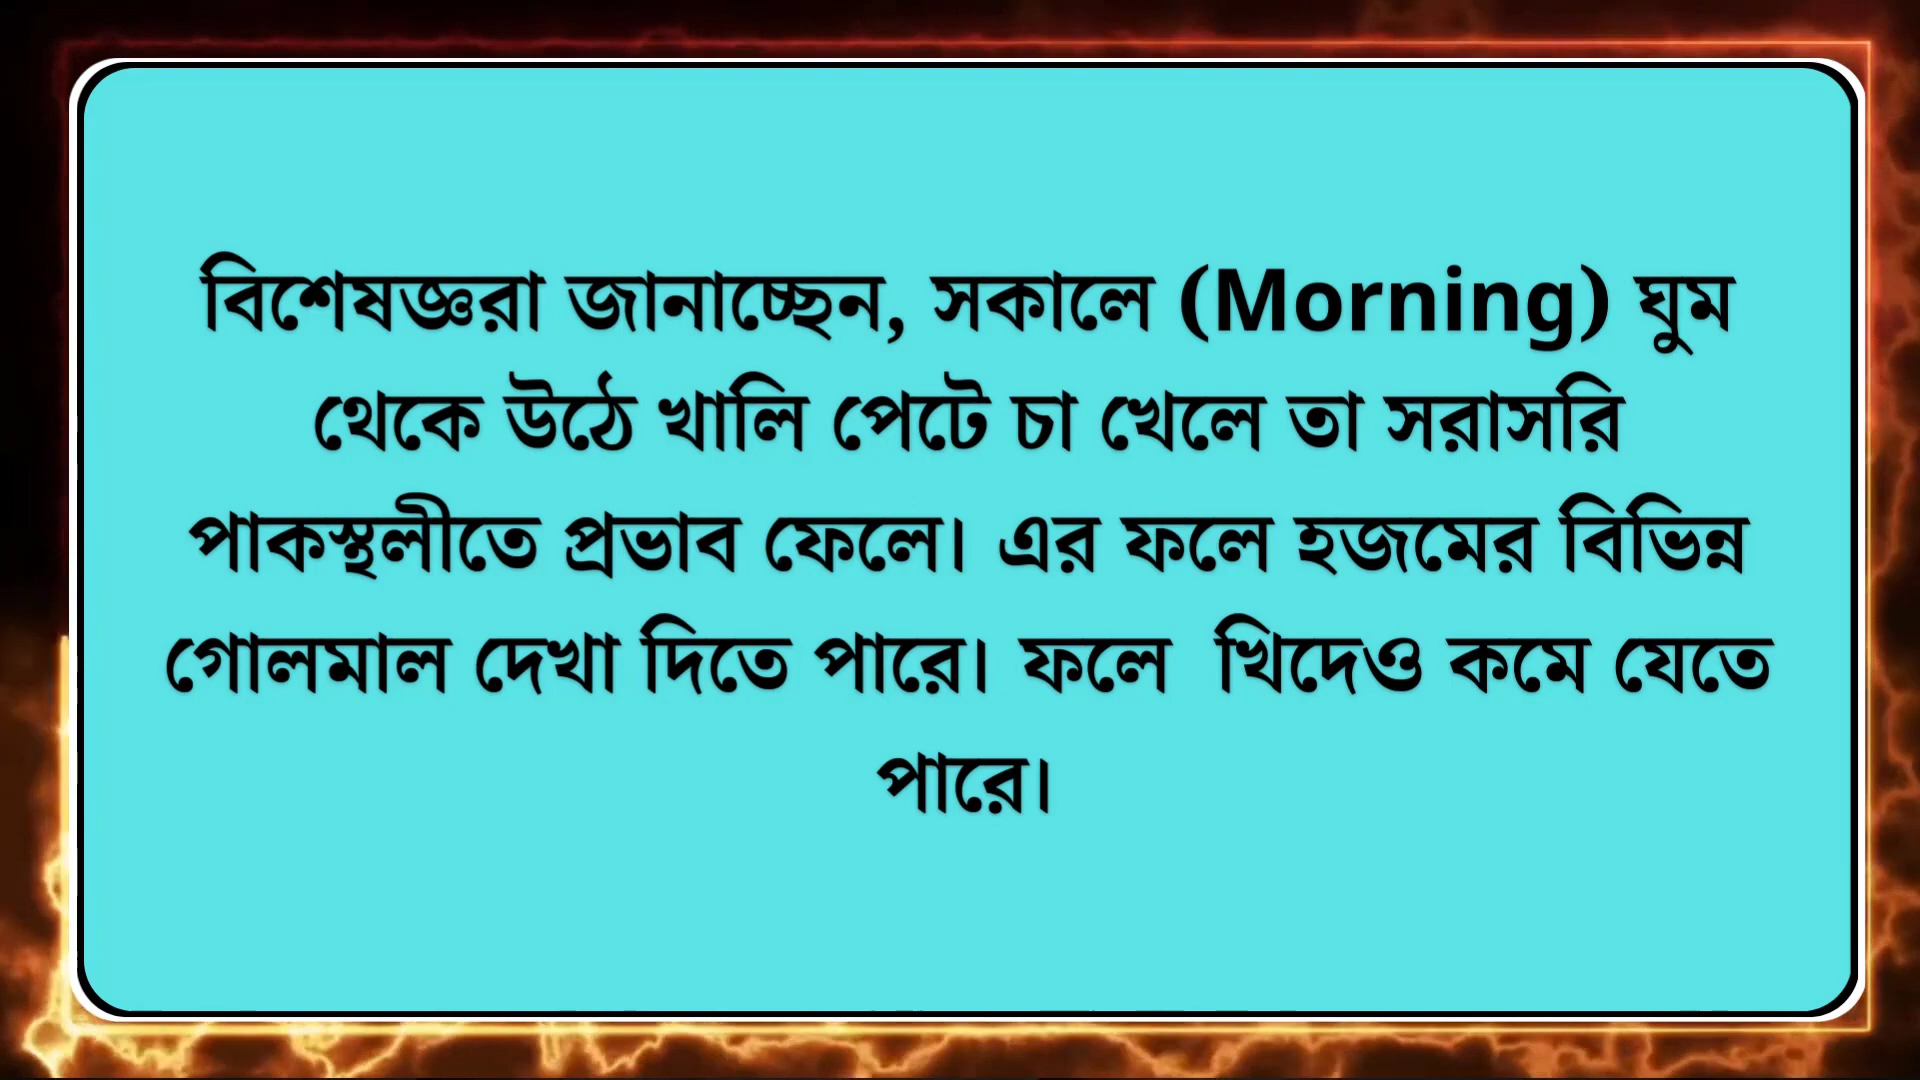 বিশেষজ্ঞরা জানাচ্ছেন, সকালে (Morning) ঘুম
থেকে উঠে খালি পেটে চা খেলে তা সরাসরি
পাকস্থলীতে প্রভাব ফেলে। এর ফলে হজমের বিভিন্ন
গোলমাল দেখা দিতে পারে। ফলে  খিদেও কমে যেতে
পারে।